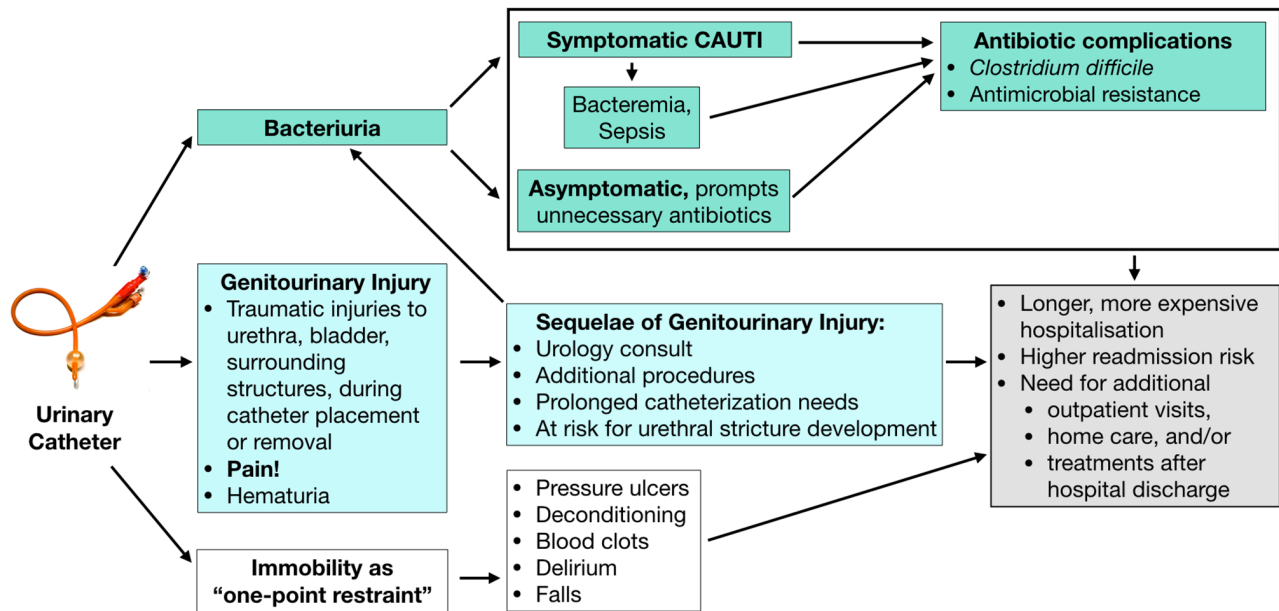 Symptomatic CAUTI
Bacteremia,
Sepsis
Antibiotic complications
• Clostridium difficile
• Antimicrobial resistance
Bacteriuria
Asymptomatic, prompts
unnecessary antibiotics
Urinary
Catheter
Genitourinary Injury
• Traumatic injuries to
urethra, bladder,
surrounding
structures, during
catheter placement
or removal
• Pain!
• Hematuria
Sequelae of Genitourinary Injury:
• Urology consult
• Additional procedures
• Prolonged catheterization needs
• At risk for urethral stricture development
• Longer, more expensive
hospitalisation
• Higher readmission risk
• Need for additional
• outpatient visits,
• home care, and/or
• treatments after
hospital discharge
Immobility as
“one-point restraint”
• Pressure ulcers
• Deconditioning
• Blood clots
• Delirium
• Falls